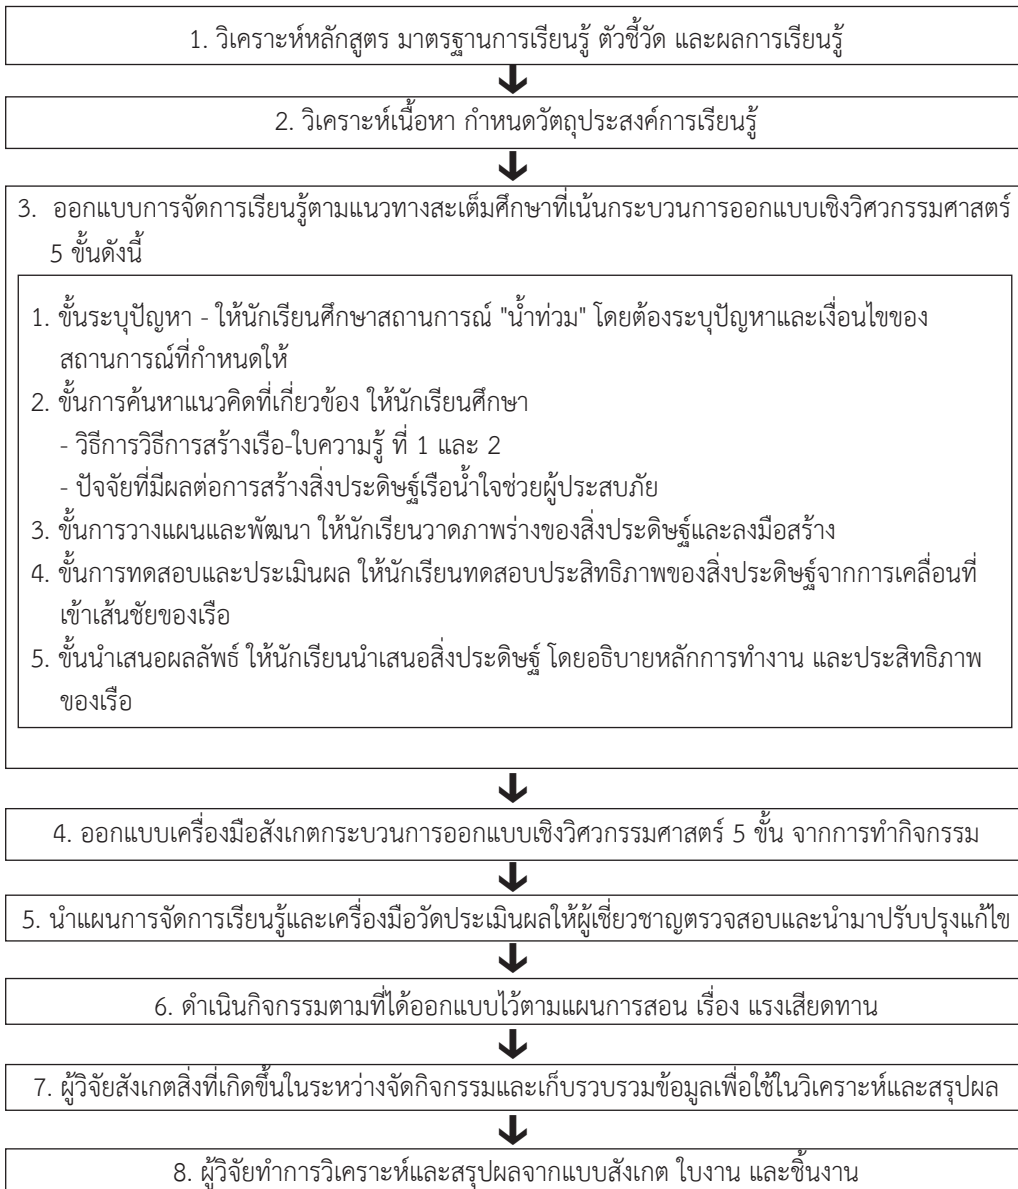 1. วิเคราะห์หลักสูตร มาตรฐานการเรียนรู้ ตัวชี้วัด และผลการเรียนรู้
2. วิเคราะห์เนื้อหา กำหนดวัตถุประสงค์การเรียนรู้
3. ออกแบบการจัดการเรียนรู้ตามแนวทางสะเต็มศึกษาที่เน้นกระบวนการออกแบบเชิงวิศวกรรมศาสตร์
5 ขั้นดังนี้
1. ขั้นระบุปัญหา - ให้นักเรียนศึกษาสถานการณ์ "น้ำท่วม" โดยต้องระบุปัญหาและเงื่อนไขของ
สถานการณ์ที่กำหนดให้
2. ขั้นการค้นหาแนวคิดที่เกี่ยวข้อง ให้นักเรียนศึกษา
- วิธีการวิธีการสร้างเรือ-ใบความรู้ ที่ 1 และ 2
- ปัจจัยที่มีผลต่อการสร้างสิ่งประดิษฐ์เรือน้ำใจช่วยผู้ประสบภัย
3. ขั้นการวางแผนและพัฒนา ให้นักเรียนวาดภาพร่างของสิ่งประดิษฐ์และลงมือสร้าง
4. ขั้นการทดสอบและประเมินผล ให้นักเรียนทดสอบประสิทธิภาพของสิ่งประดิษฐ์จากการเคลื่อนที่
เข้าเส้นชัยของเรือ
5. ขั้นนำเสนอผลลัพธ์ ให้นักเรียนนำเสนอสิ่งประดิษฐ์ โดยอธิบายหลักการทำงาน และประสิทธิภาพ
ของเรือ
4. ออกแบบเครื่องมือสังเกตกระบวนการออกแบบเชิงวิศวกรรมศาสตร์ 5 ขั้น จากการทำกิจกรรม
5. นำแผนการจัดการเรียนรู้และเครื่องมือวัดประเมินผลให้ผู้เชี่ยวชาญตรวจสอบและนำมาปรับปรุงแก้ไข
6. ดำเนินกิจกรรมตามที่ได้ออกแบบไว้ตามแผนการสอน เรื่อง แรงเสียดทาน
7. ผู้วิจัยสังเกตสิ่งที่เกิดขึ้นในระหว่างจัดกิจกรรมและเก็บรวบรวมข้อมูลเพื่อใช้ในวิเคราะห์และสรุปผล
8. ผู้วิจัยทำการวิเคราะห์และสรุปผลจากแบบสังเกต ใบงาน และชิ้นงาน